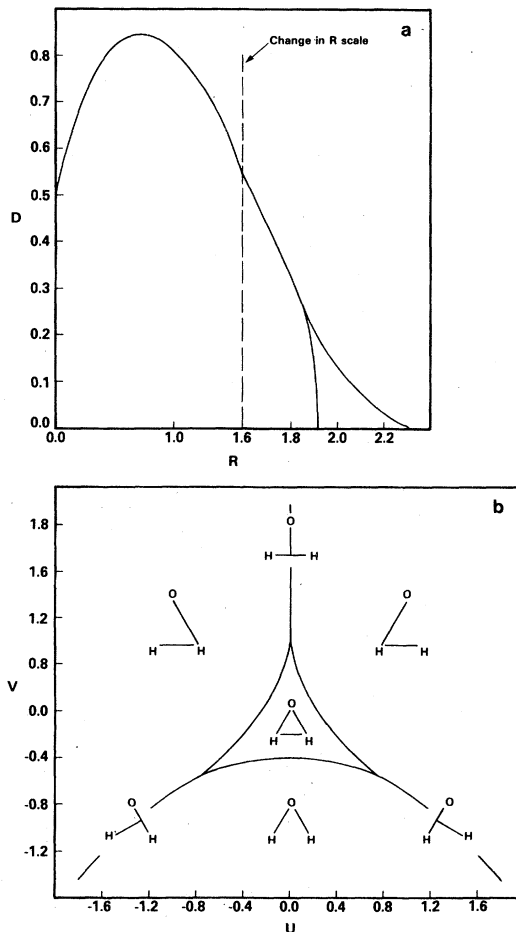 a
Change in R scale
0.8
0.7
0.6
0.5
D
0.4
0.3
0.2
0.1
0.0
0.0 1.0 1.6 1.8 2.0 2.2
R
b
1.8
O
H H
1.6
O O
1.2
H H H H
0.8
V
0.0
O
H H
-0.4
-0.8
O O O
H H H H H H
-1.2
-1.6 -1.2 -0.8 -0.4 0.0 0.4 0.8 1.2 1.6
U